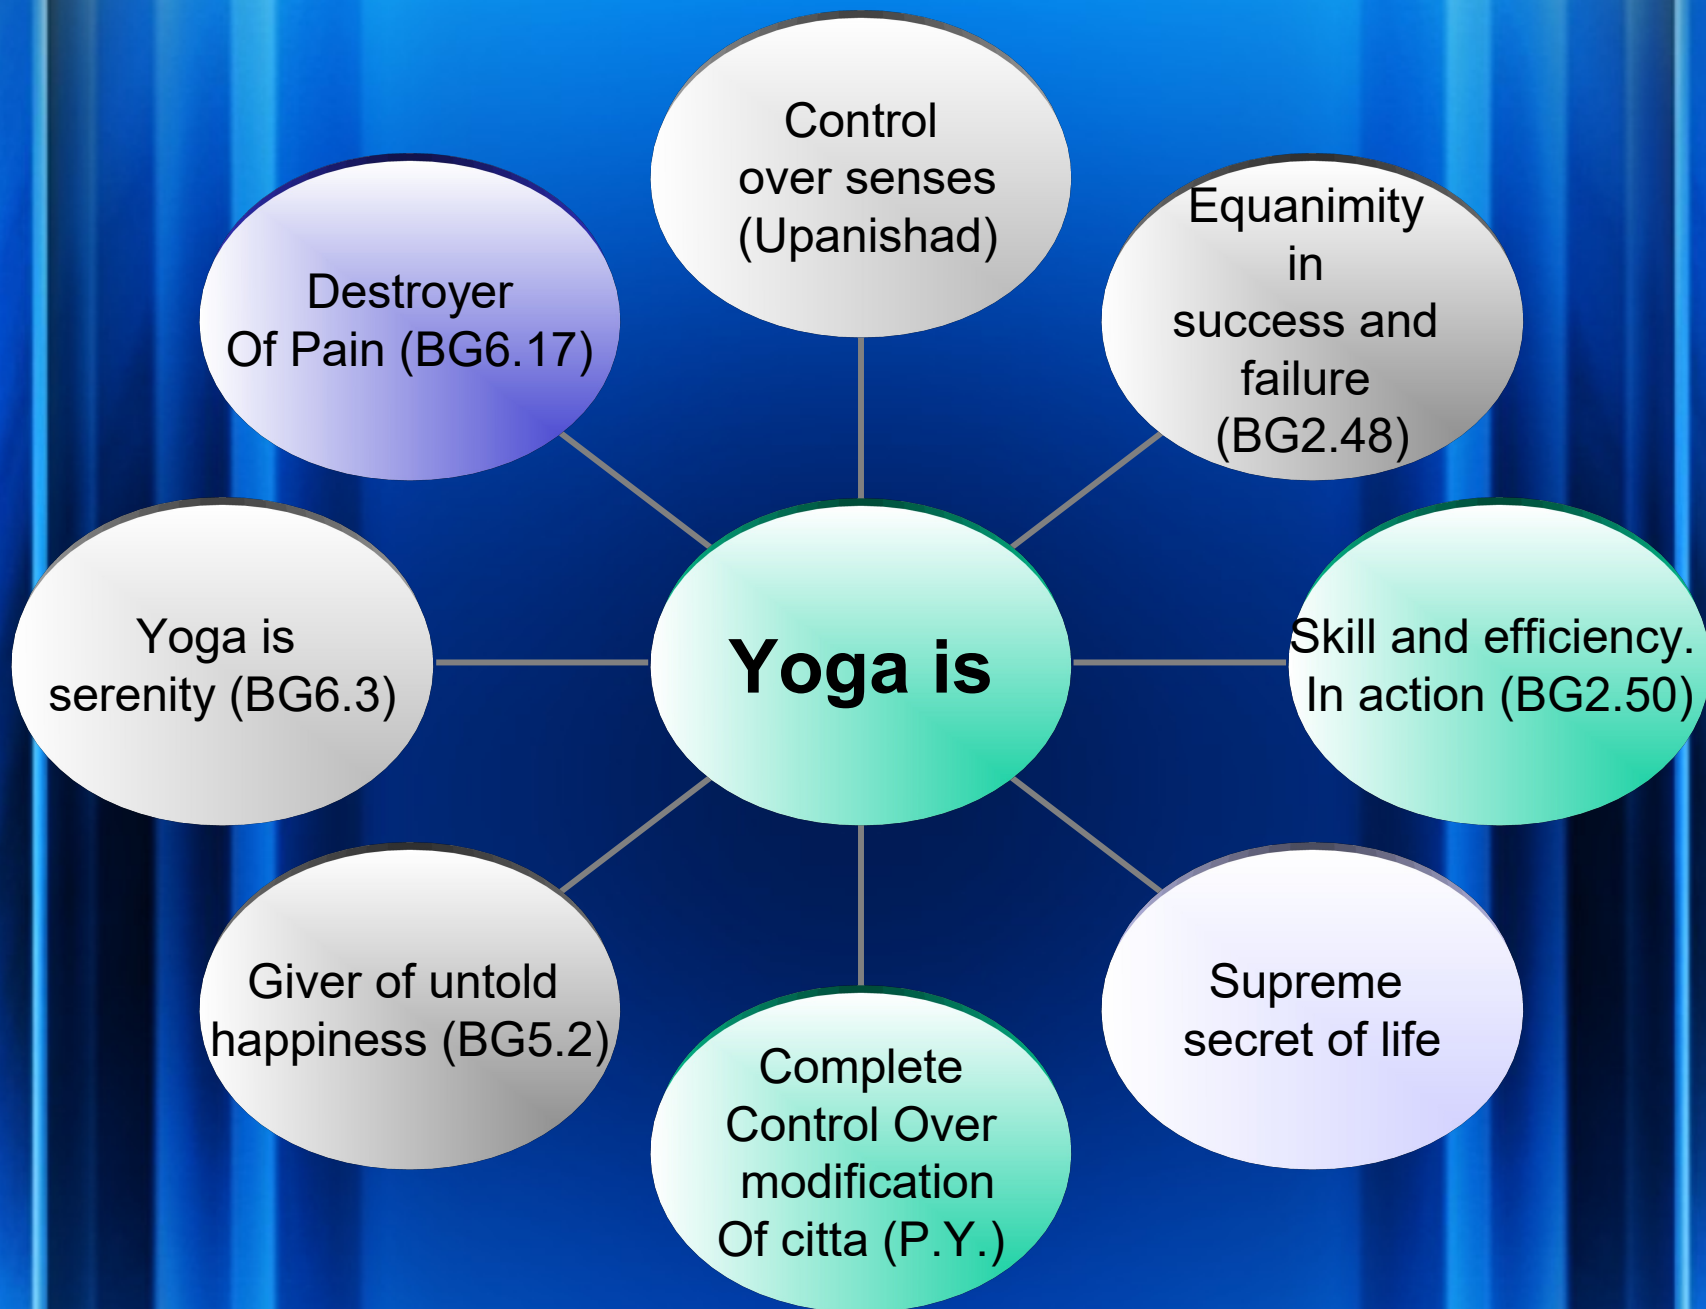 Control
over senses
(Upanishad)
Equanimity
in
success and
failure
(BG2.48)
Destroyer
Of Pain (BG6.17)
Yoga is
serenity (BG6.3)
Yoga is
Skill and efficiency.
In action (BG2.50)
Giver of untold
happiness (BG5.2)
Supreme
secret of life
Complete
Control Over
modification
Of citta (P.Y.)